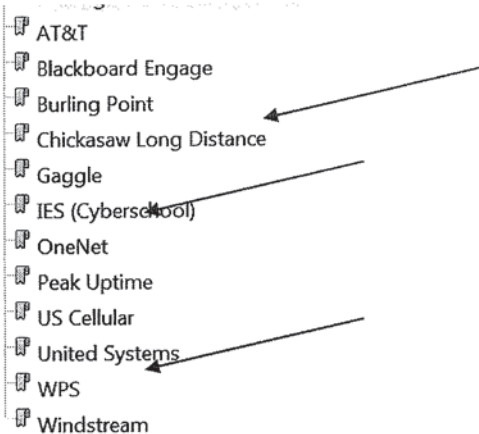 AT&T
Blackboard Engage
Burling Point
Chickasaw Long Distance
Gaggle
IES (Cyberschool)
OneNet
Peak Uptime
US Cellular
United Systems
WPS
Windstream